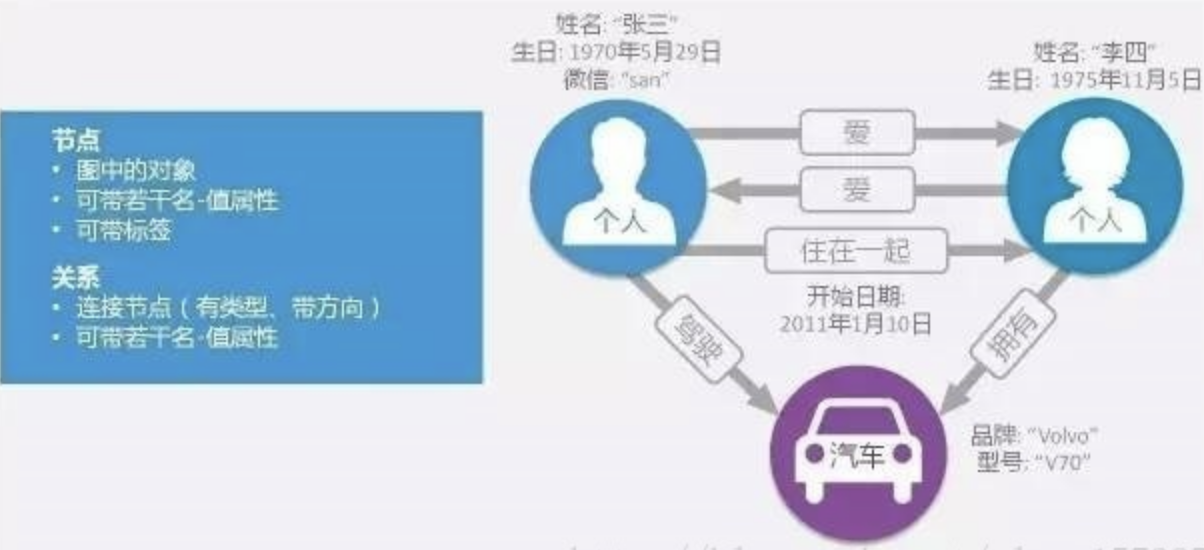 姓名: “张三”
生日: 1970年5月29日
微信: “san”
姓名: “李四”
生日: 1975年11月5日
节点
• 图中的对象
• 可带若干名-值属性
• 可带标签
关系
• 连接节点（有类型、带方向）
• 可带若干名-值属性
爱
爱
个人
个人
住在一起
开始日期:
2011年1月10日
驾驶
拥有
汽车
品牌: “Volvo”
型号: “V70”